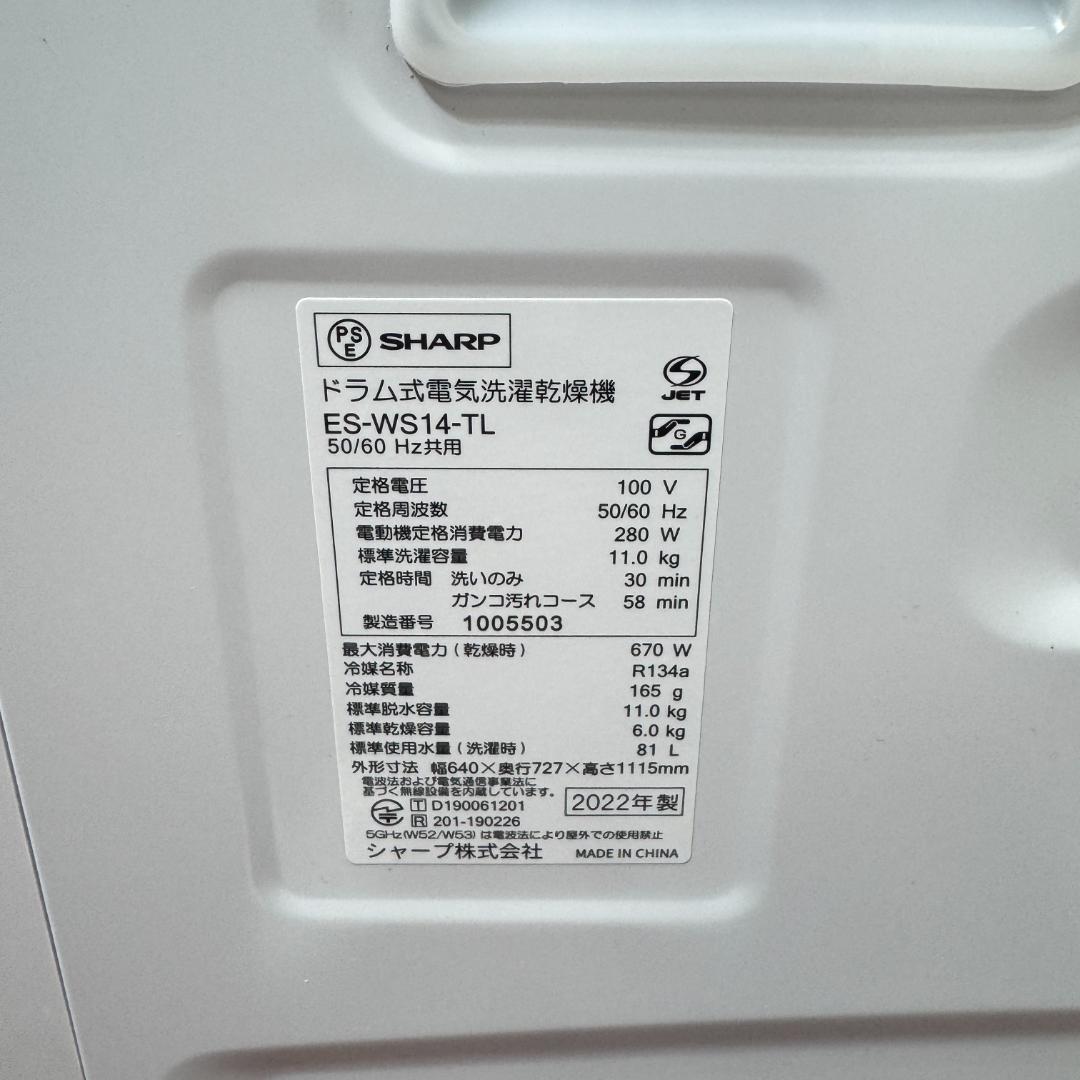 PSE SHARP
ドラム式電気洗濯乾燥機
JET
ES-WS14-TL
G
50/60 Hz共用
定格電圧 100 V
定格周波数 50/60 Hz
電動機定格消費電力 280 W
標準洗濯容量 11.0 kg
定格時間 洗いのみ 30 min
ガンコ汚れコース 58 min
製造番号 1005503
最大消費電力(乾燥時) 670 W
冷媒名称 R134a
冷媒質量 165 g
標準脱水容量 11.0 kg
標準乾燥容量 6.0 kg
標準使用水量(洗濯時) 81 L
外形寸法 幅640×奥行727×高さ1115mm
電波法および電気通信事業法に
基づく無線設備を内蔵しています。
T D190061201
R 201-190226
2022年製
5GHz(W52/W53)は電波法により屋外での使用禁止
シャープ株式会社 MADE IN CHINA